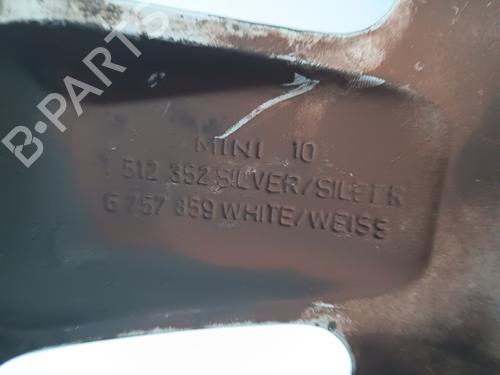 B-PARTS
MINI 10
1 512 352 SILVER/SILBER
6 757 859 WHITE/WEISS